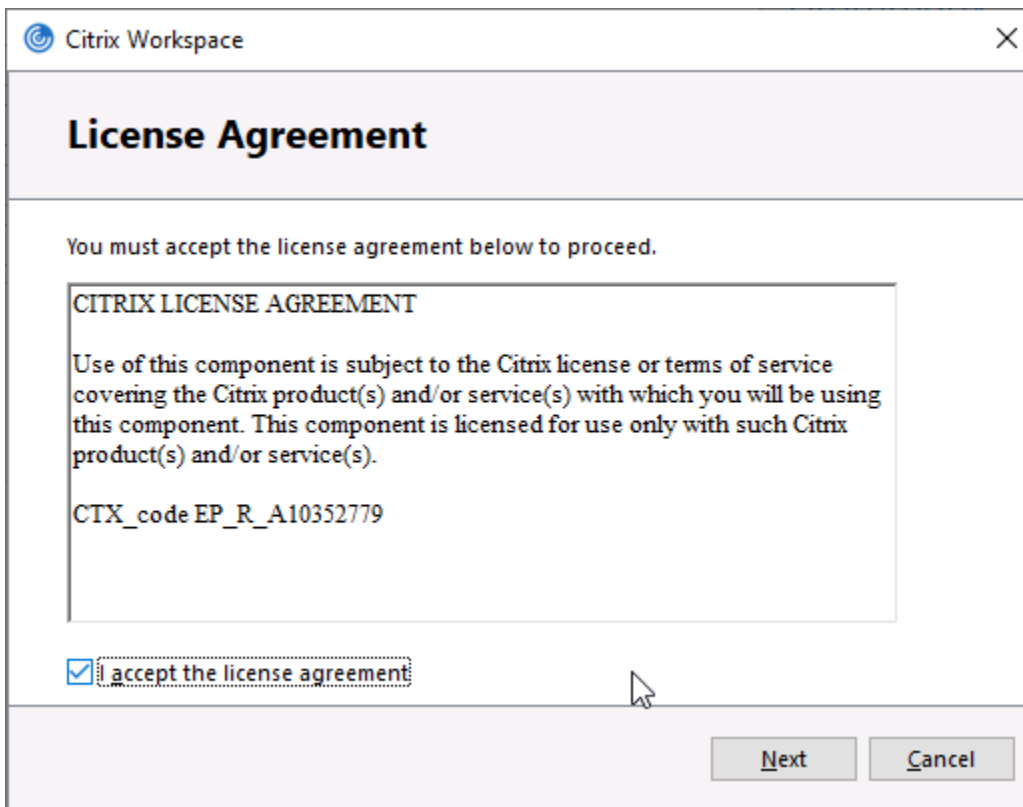 Citrix Workspace
License Agreement
You must accept the license agreement below to proceed.
CITRIX LICENSE AGREEMENT
Use of this component is subject to the Citrix license or terms of service
covering the Citrix product(s) and/or service(s) with which you will be using
this component. This component is licensed for use only with such Citrix
product(s) and/or service(s).
CTX_code EP_R_A10352779
I accept the license agreement
Next
Cancel